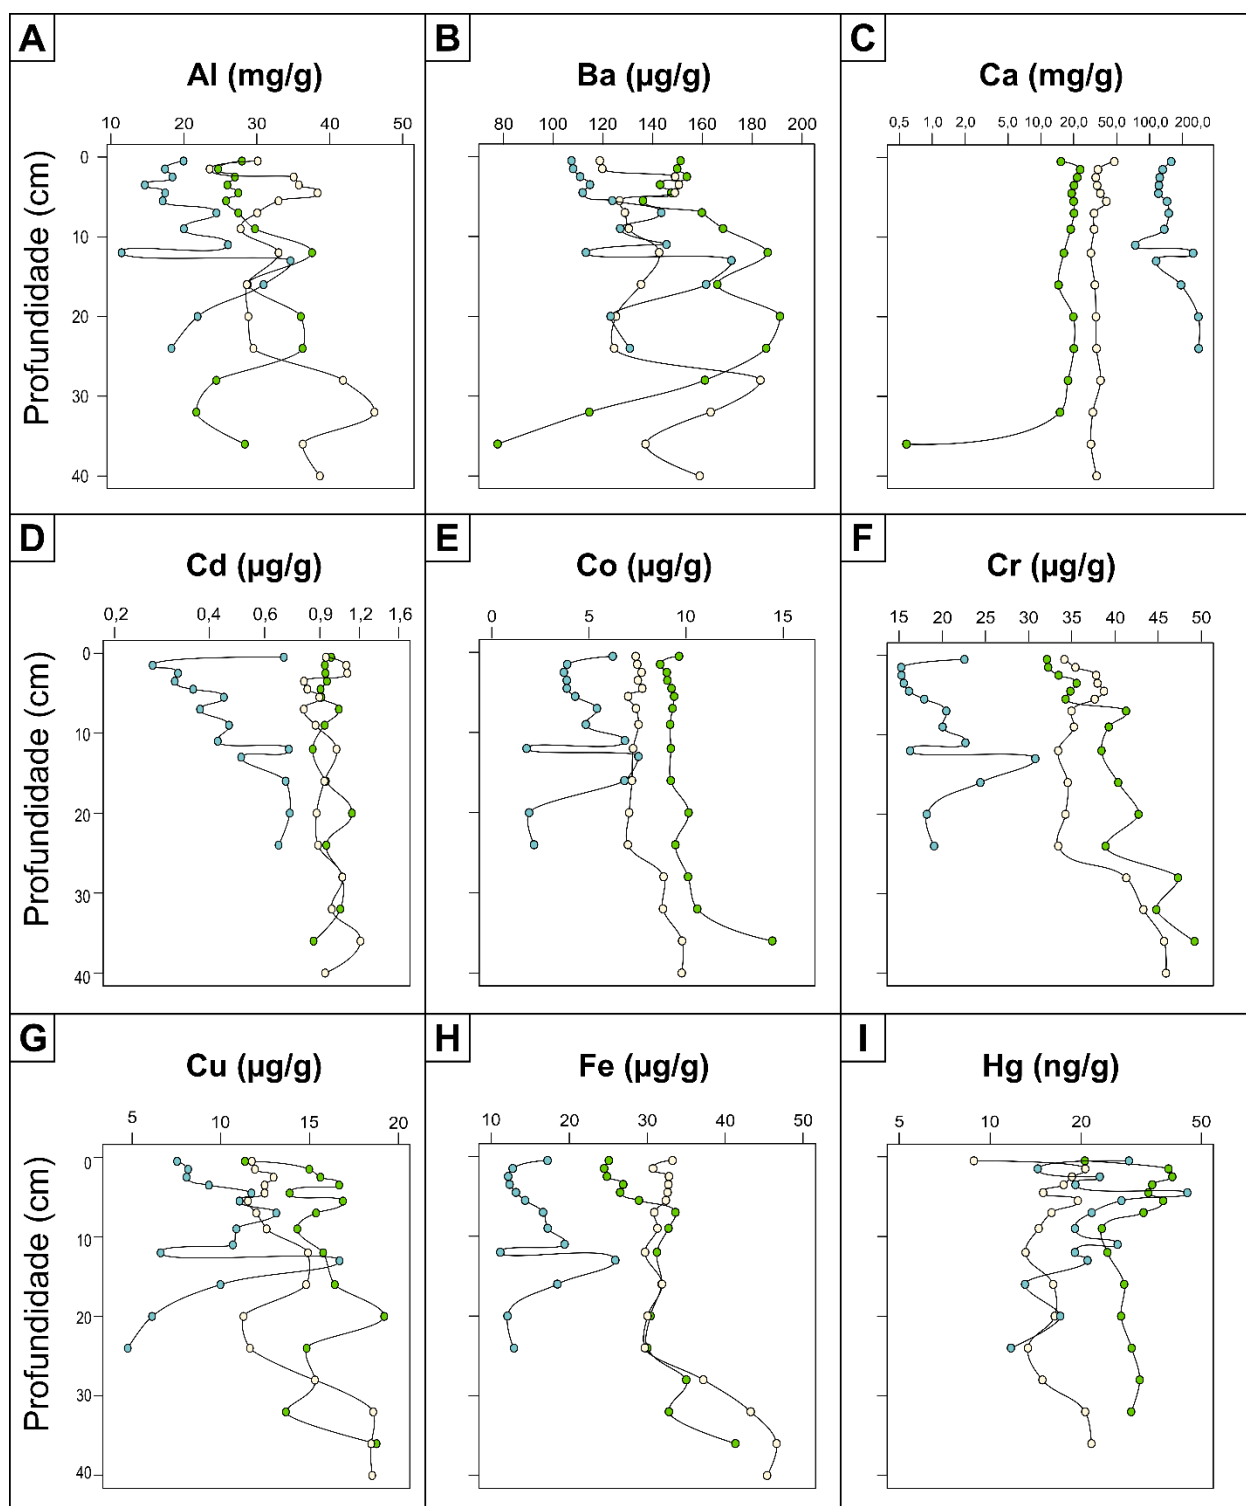 A B C
Al (mg/g) Ba (µg/g) Ca (mg/g)
10 20 30 40 50 80 100 120 140 160 180 200 0,5 1,0 2,0 5,0 10,0 20,0 50,0 100,0 200,0
Profundidade (cm)
0
10
20
30
40
D E F
Cd (µg/g) Co (µg/g) Cr (µg/g)
0,2 0,4 0,6 0,9 1,2 1,6 0 5 10 15 15 20 25 30 35 40 45 50
Profundidade (cm)
0
10
20
30
40
G H I
Cu (µg/g) Fe (µg/g) Hg (ng/g)
5 10 15 20 10 20 30 40 50 5 10 20 50
Profundidade (cm)
0
10
20
30
40